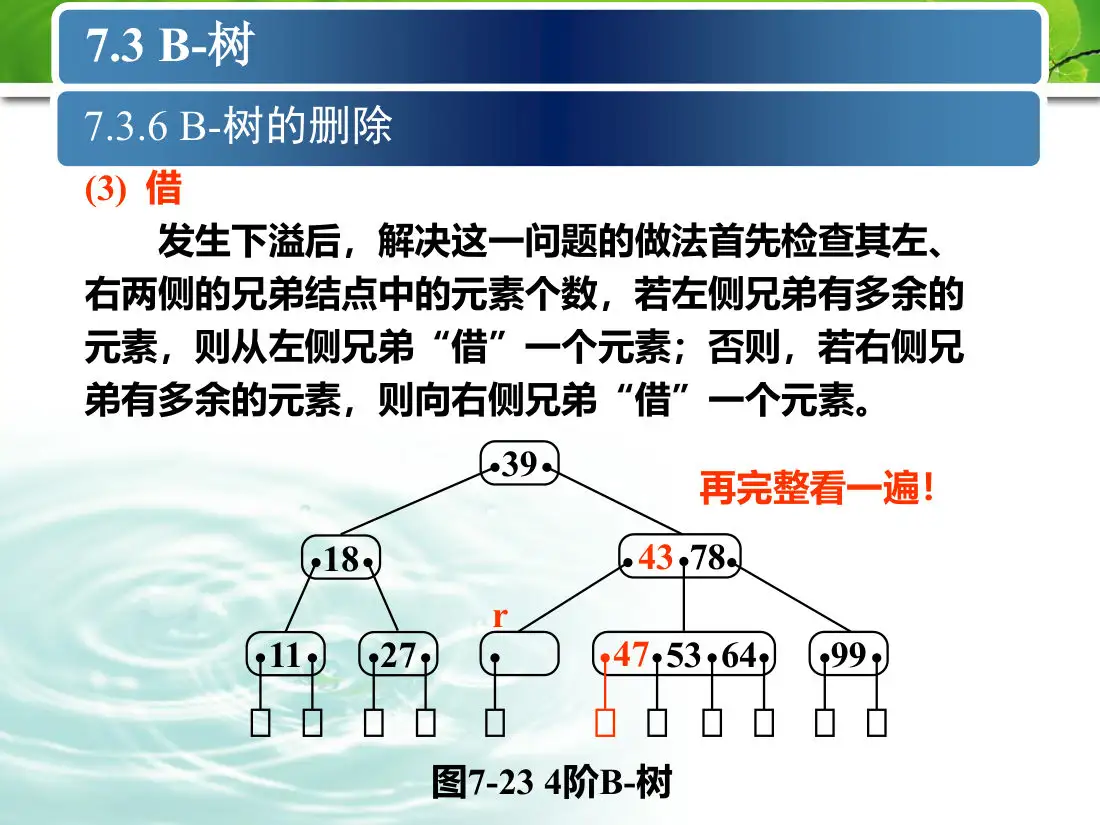 7.3 B-树
7.3.6 B-树的删除
(3) 借
发生下溢后，解决这一问题的做法首先检查其左、
右两侧的兄弟结点中的元素个数，若左侧兄弟有多余的
元素，则从左侧兄弟“借”一个元素；否则，若右侧兄
弟有多余的元素，则向右侧兄弟“借”一个元素。
39
再完整看一遍！
18 43 78
r
11 27 47 53 64 99
图7-23 4阶B-树